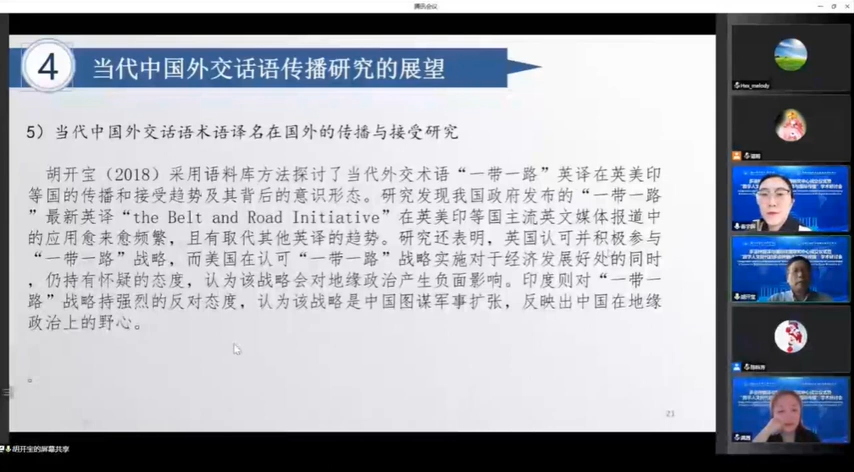 腾讯会议
4
当代中国外交话语传播研究的展望
5）当代中国外交话语术语译名在国外的传播与接受研究
胡开宝（2018）采用语料库方法探讨了当代外交术语“一带一路”英译在英美印
等国的传播和接受趋势及其背后的意识形态。研究发现我国政府发布的“一带一路
”最新英译“the Belt and Road Initiative”在英美印等国主流英文媒体报道中
的应用愈来愈频繁，且有取代其他英译的趋势。研究还表明，英国认可并积极参与
“一带一路”战略，而美国在认可“一带一路”战略实施对于经济发展好处的同时
，仍持有怀疑的态度，认为该战略会对地缘政治产生负面影响。印度则对“一带一
路”战略持强烈的反对态度，认为该战略是中国图谋军事扩张，反映出中国在地缘
政治上的野心。
21
胡开宝的屏幕共享
Hex_melody
胡开宝